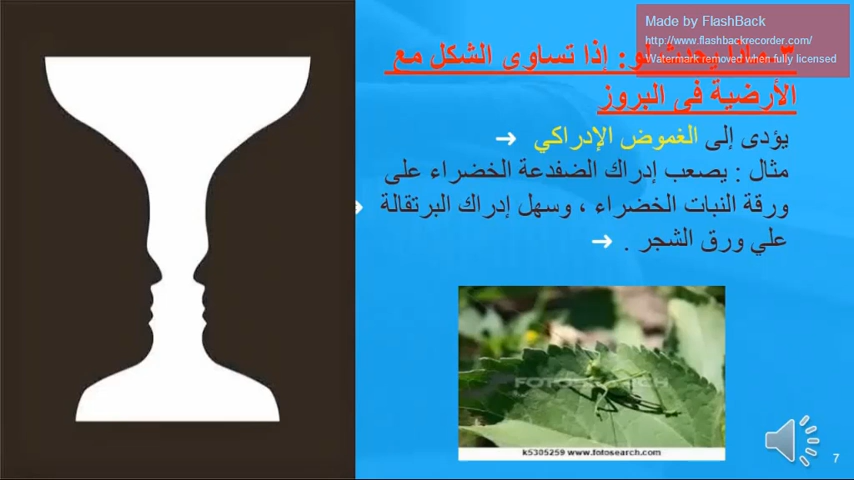 Made by FlashBack
http://www.flashbackrecorder.com/
Watermark removed when fully licensed
إذا تساوى الشكل مع
الأرضية فى البروز
يؤدى إلى الغموض الإدراكي
مثال : يصعب إدراك الضفدعة الخضراء على
ورقة النبات الخضراء ، وسهل إدراك البرتقالة
علي ورق الشجر .
FOTOSEARCH
k5305259 www.fotosearch.com
7